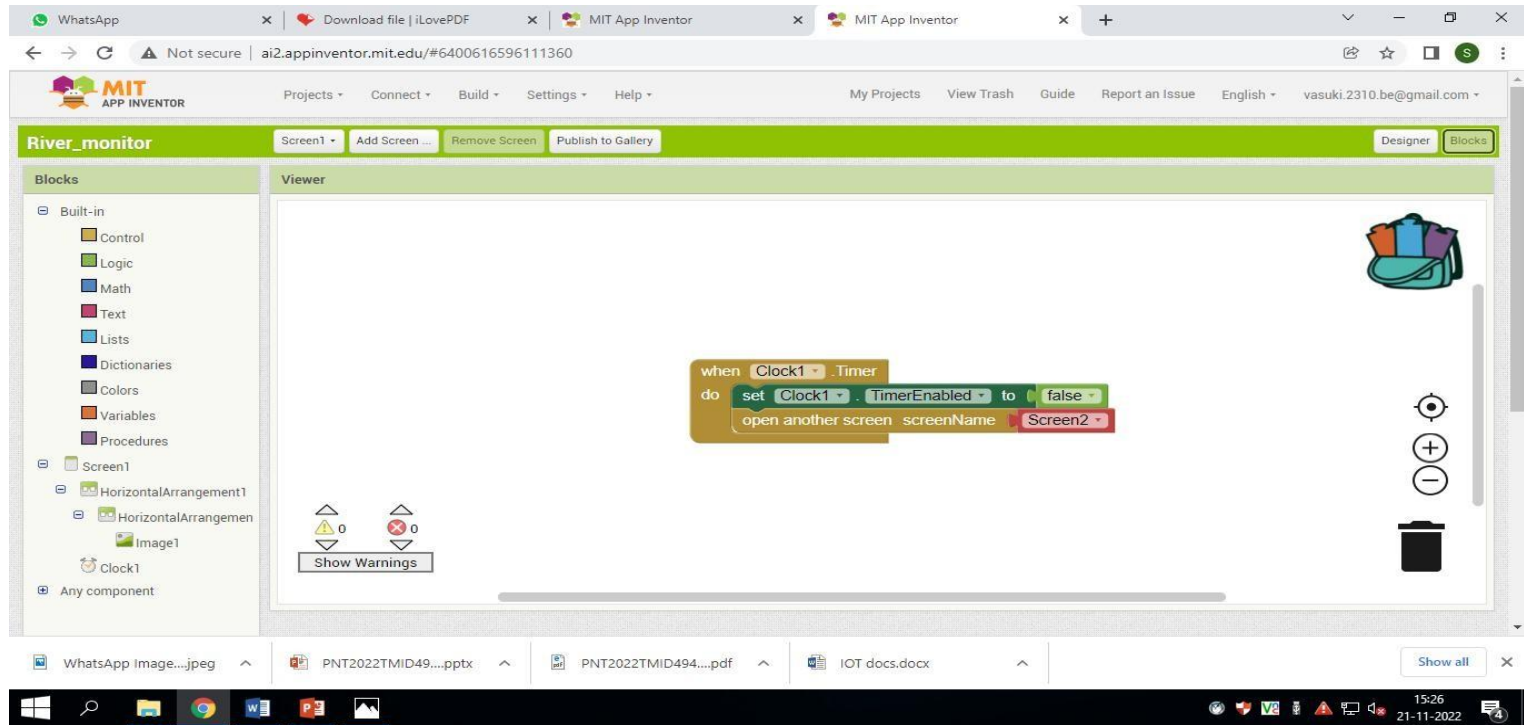 WhatsApp Download file | iLovePDF MIT App Inventor MIT App Inventor
Not secure | ai2.appinventor.mit.edu/#6400616596111360 S
MIT APP INVENTOR Projects Connect Build Settings Help My Projects View Trash Guide Report an Issue English vasuki.2310.be@gmail.com
River_monitor Screen1 Add Screen ... Remove Screen Publish to Gallery Designer Blocks
Blocks Viewer
Built-in
Control
Logic
Math
Text
Lists
Dictionaries
Colors
Variables
Procedures
Screen1
HorizontalArrangement1
HorizontalArrangemen
Image1
Clock1
Any component
when Clock1 .Timer
do set Clock1 . TimerEnabled to false
open another screen screenName Screen2
0 0
Show Warnings
WhatsApp Image....jpeg PNT2022TMID49....pptx PNT2022TMID494....pdf IOT docs.docx Show all
15:26
21-11-2022 4